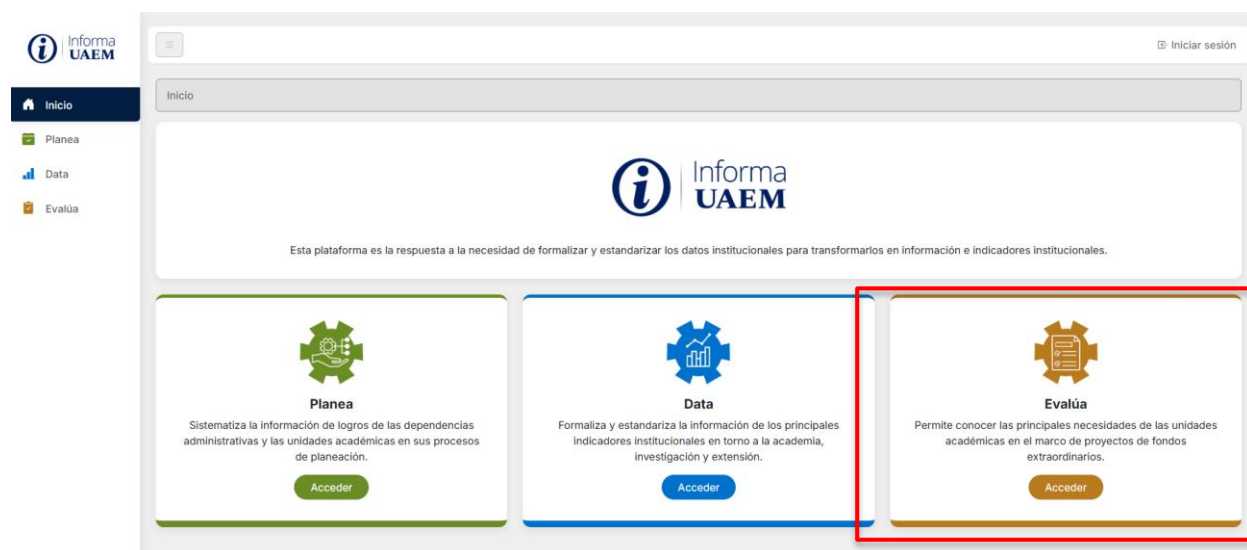 Informa
UAEM
Iniciar sesión
Inicio
Inicio
Planea
Data
Evalúa
Informa
UAEM
Esta plataforma es la respuesta a la necesidad de formalizar y estandarizar los datos institucionales para transformarlos en información e indicadores institucionales.
Planea
Sistematiza la información de logros de las dependencias
administrativas y las unidades académicas en sus procesos
de planeación.
Acceder
Data
Formaliza y estandariza la información de los principales
indicadores institucionales en torno a la academia,
investigación y extensión.
Acceder
Evalúa
Permite conocer las principales necesidades de las unidades
académicas en el marco de proyectos de fondos
extraordinarios.
Acceder